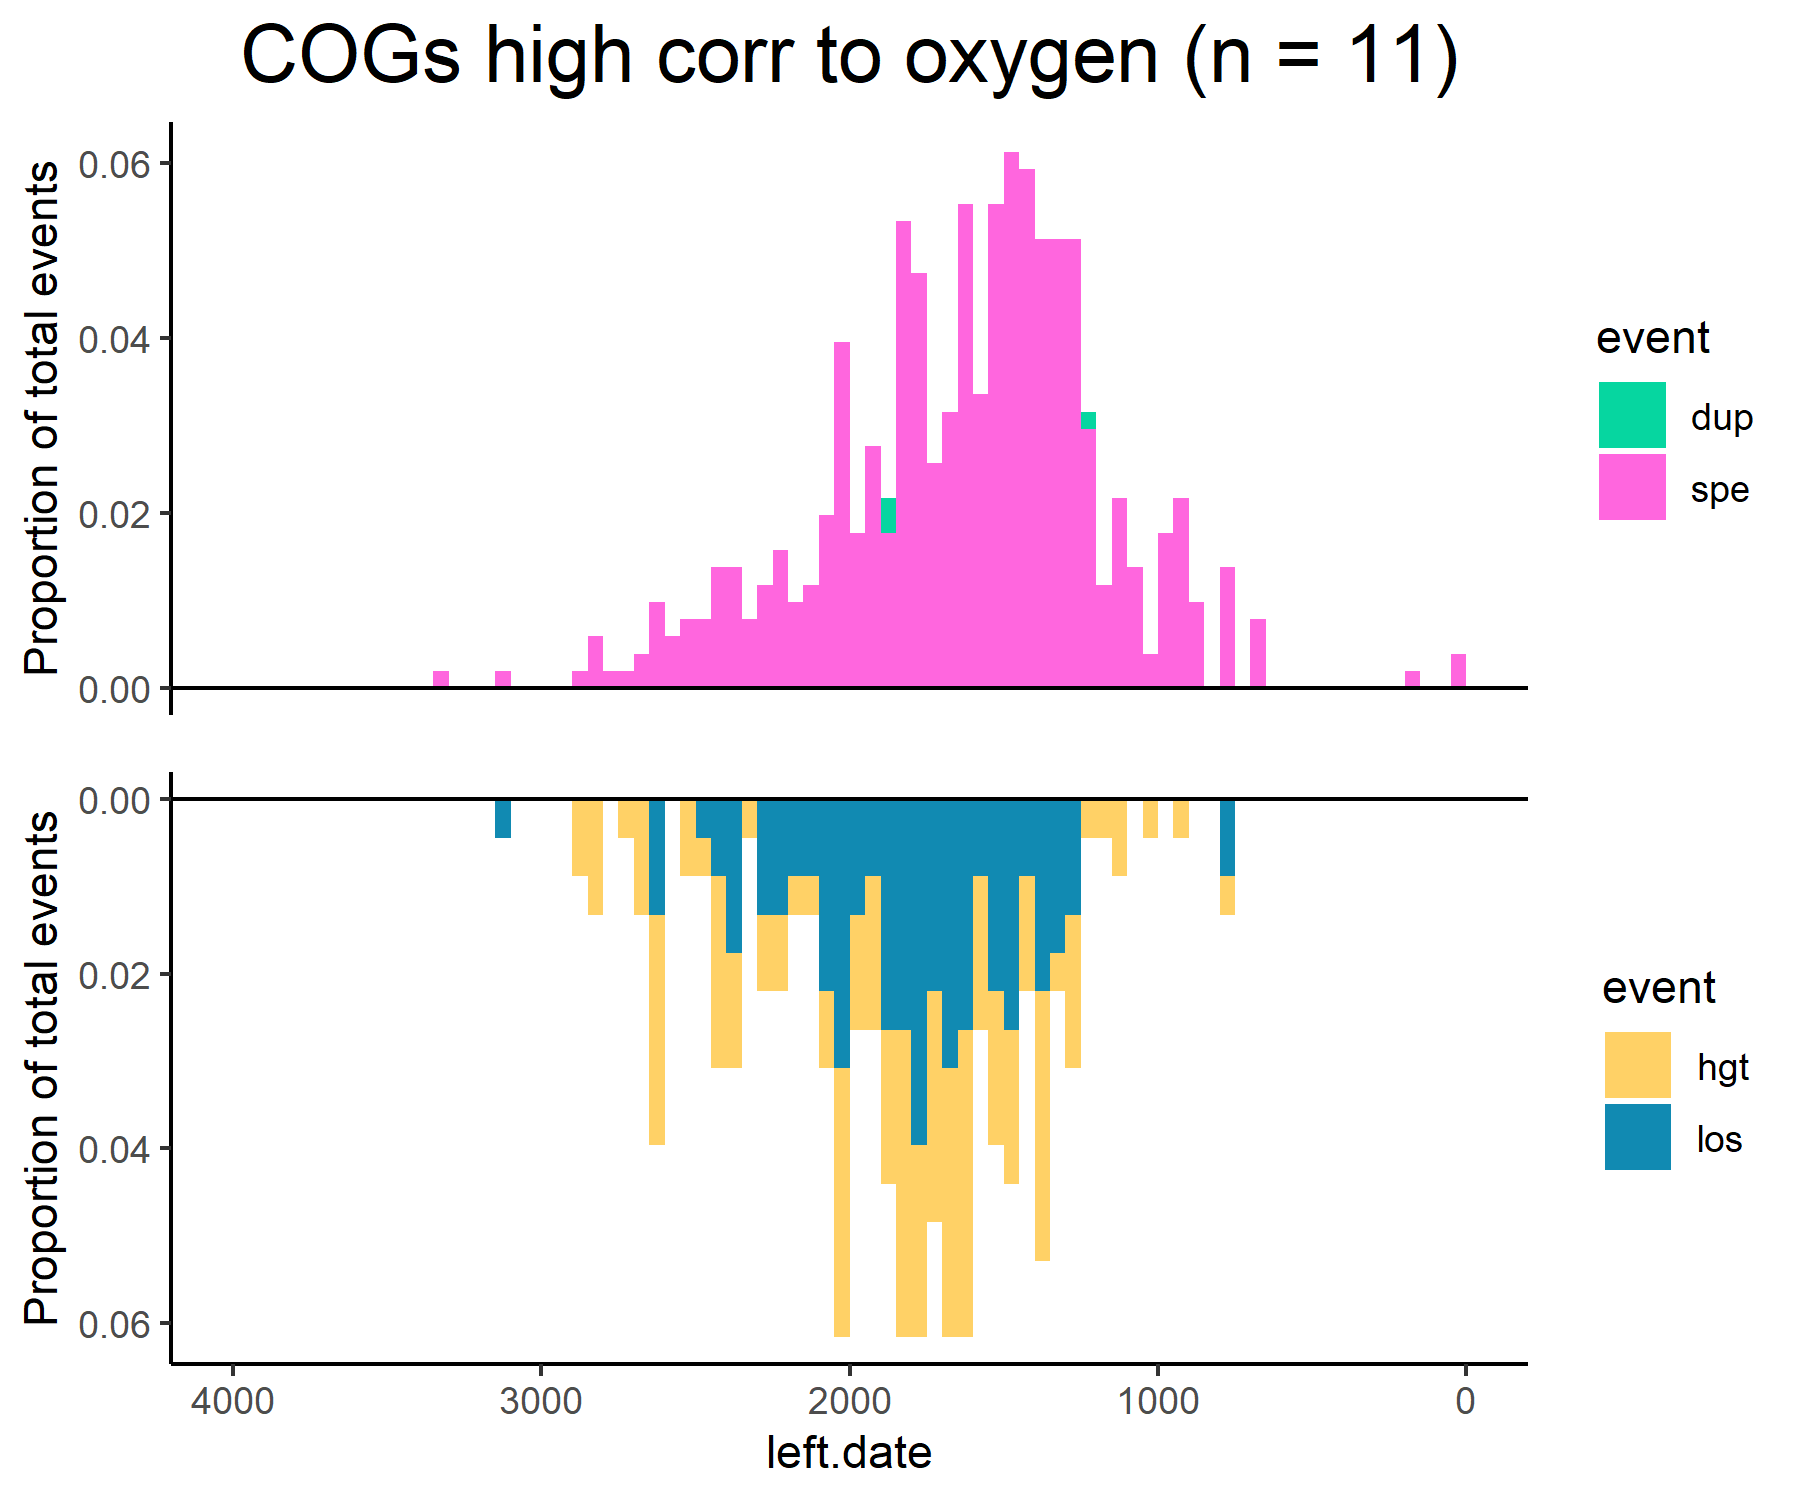 COGs high corr to oxygen (n = 11)
Proportion of total events
0.06
0.04
0.02
0.00
event
dup
spe
Proportion of total events
0.00
0.02
0.04
0.06
event
hgt
los
4000 3000 2000 1000 0
left.date